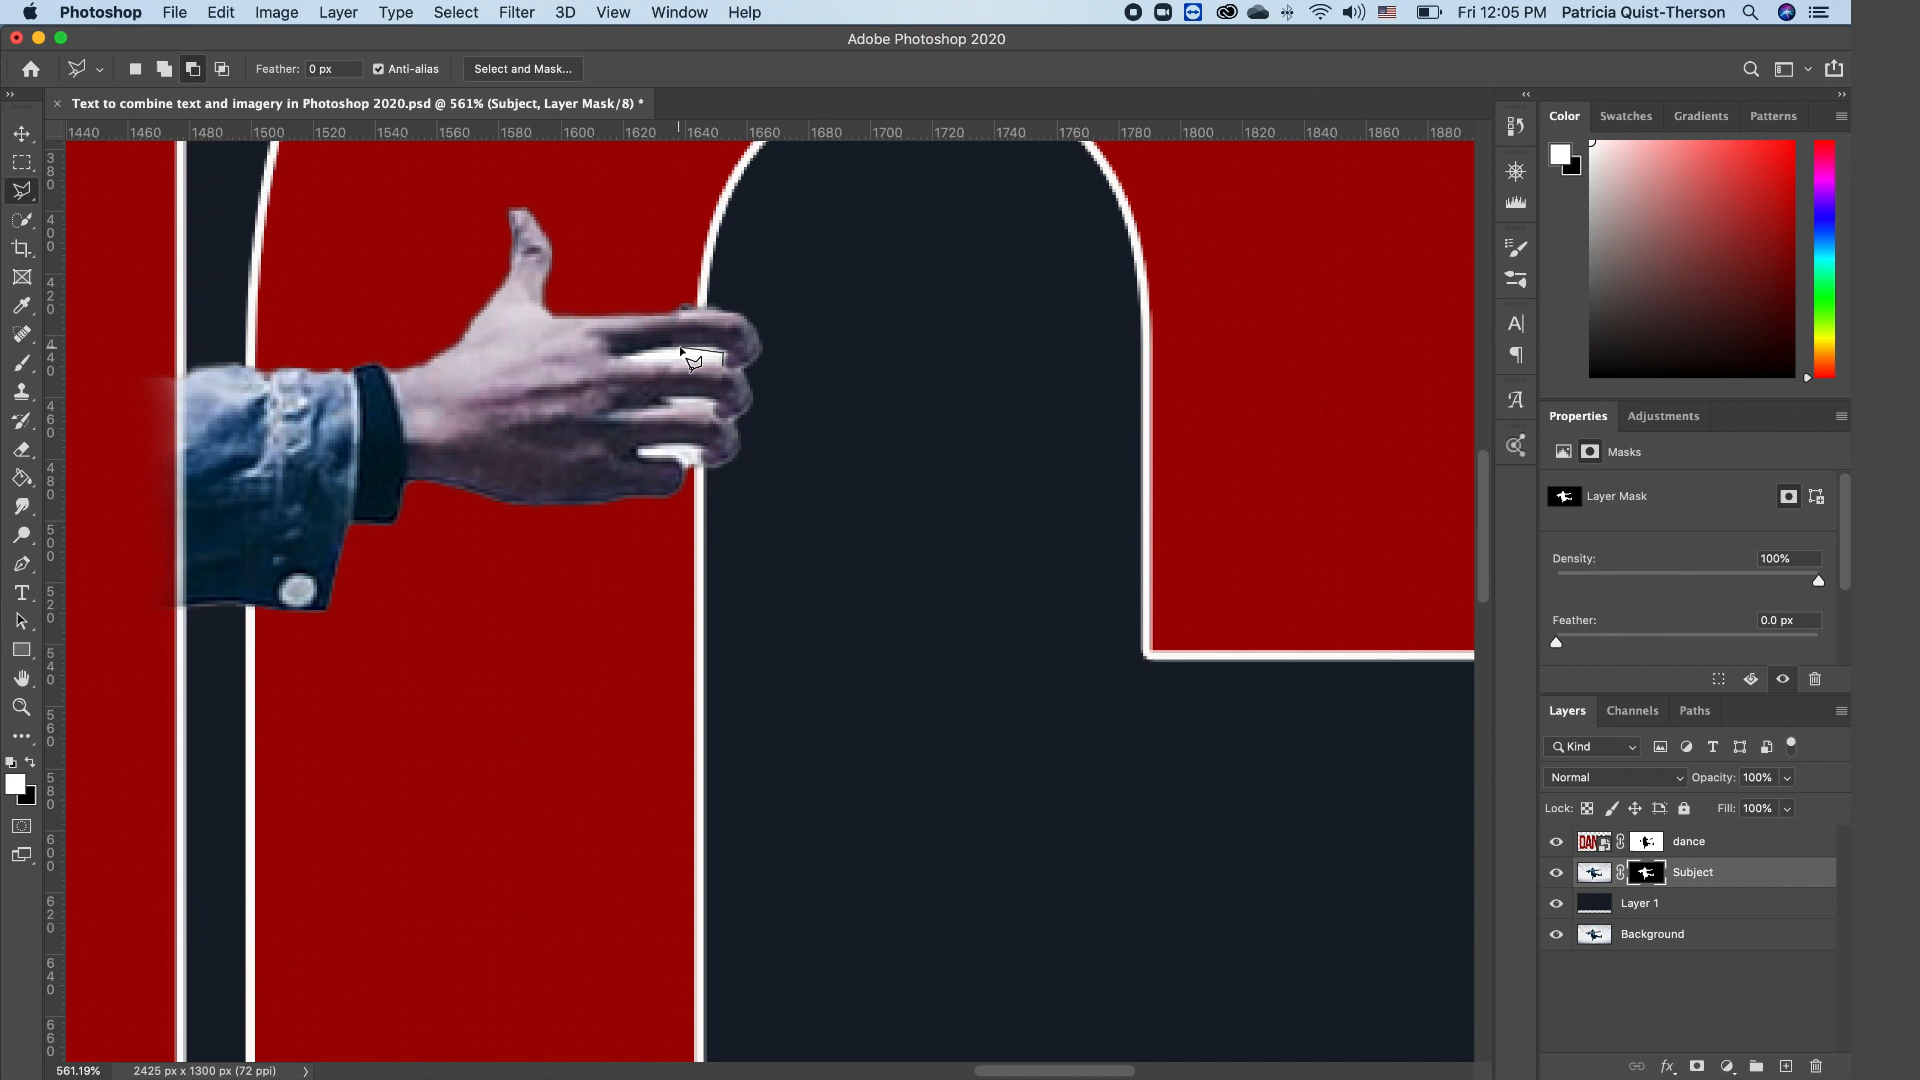 Photoshop File Edit Image Layer Type Select Filter 3D View Window Help Fri 12:05 PM Patricia Quist-Therson
Adobe Photoshop 2020
Feather: 0 px Anti-alias Select and Mask...
Text to combine text and imagery in Photoshop 2020.psd @ 561% (Subject, Layer Mask/8) *
1440 1460 1480 1500 1520 1540 1560 1580 1600 1620 1640 1660 1680 1700 1720 1740 1760 1780 1800 1820 1840 1860 1880
380
400
420
440
460
480
500
520
540
560
580
600
620
640
660
Color Swatches Gradients Patterns
Properties Adjustments
Masks
Layer Mask
Density: 100%
Feather: 0.0 px
Layers Channels Paths
Kind
Normal Opacity: 100%
Lock: Fill: 100%
DAN dance
Subject
Layer 1
Background
561.19% 2425 px x 1300 px (72 ppi)